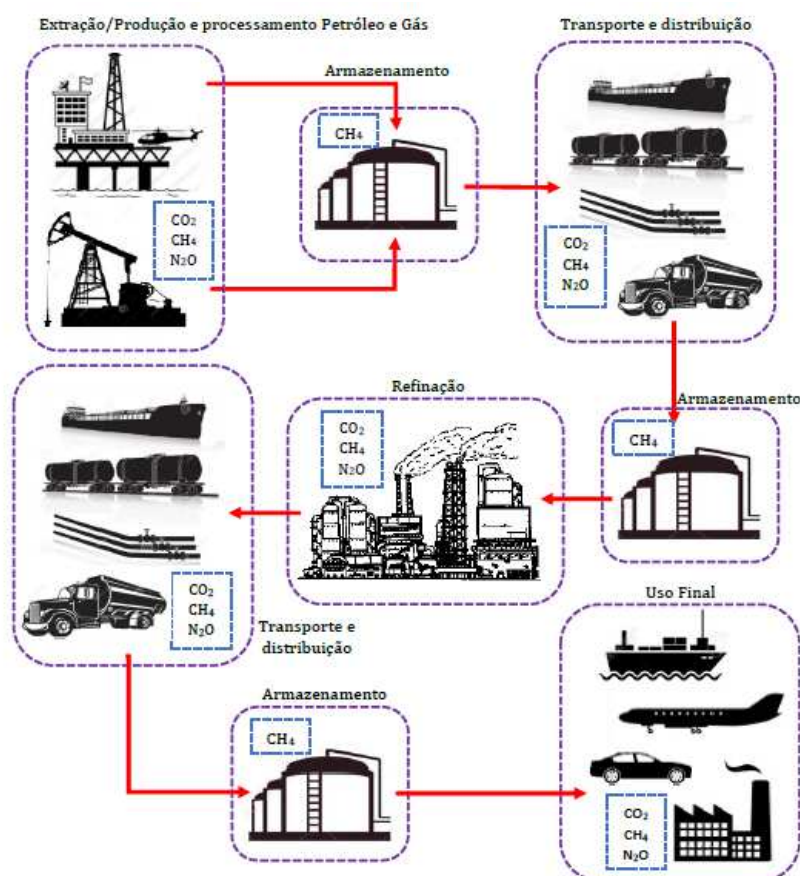 Extração/Produção e processamento Petróleo e Gás
CO₂
CH₄
N₂O
Armazenamento
CH₄
Transporte e distribuição
CO₂
CH₄
N₂O
Armazenamento
CH₄
Refinação
CO₂
CH₄
N₂O
CO₂
CH₄
N₂O
Transporte e
distribuição
Armazenamento
CH₄
Uso Final
CO₂
CH₄
N₂O